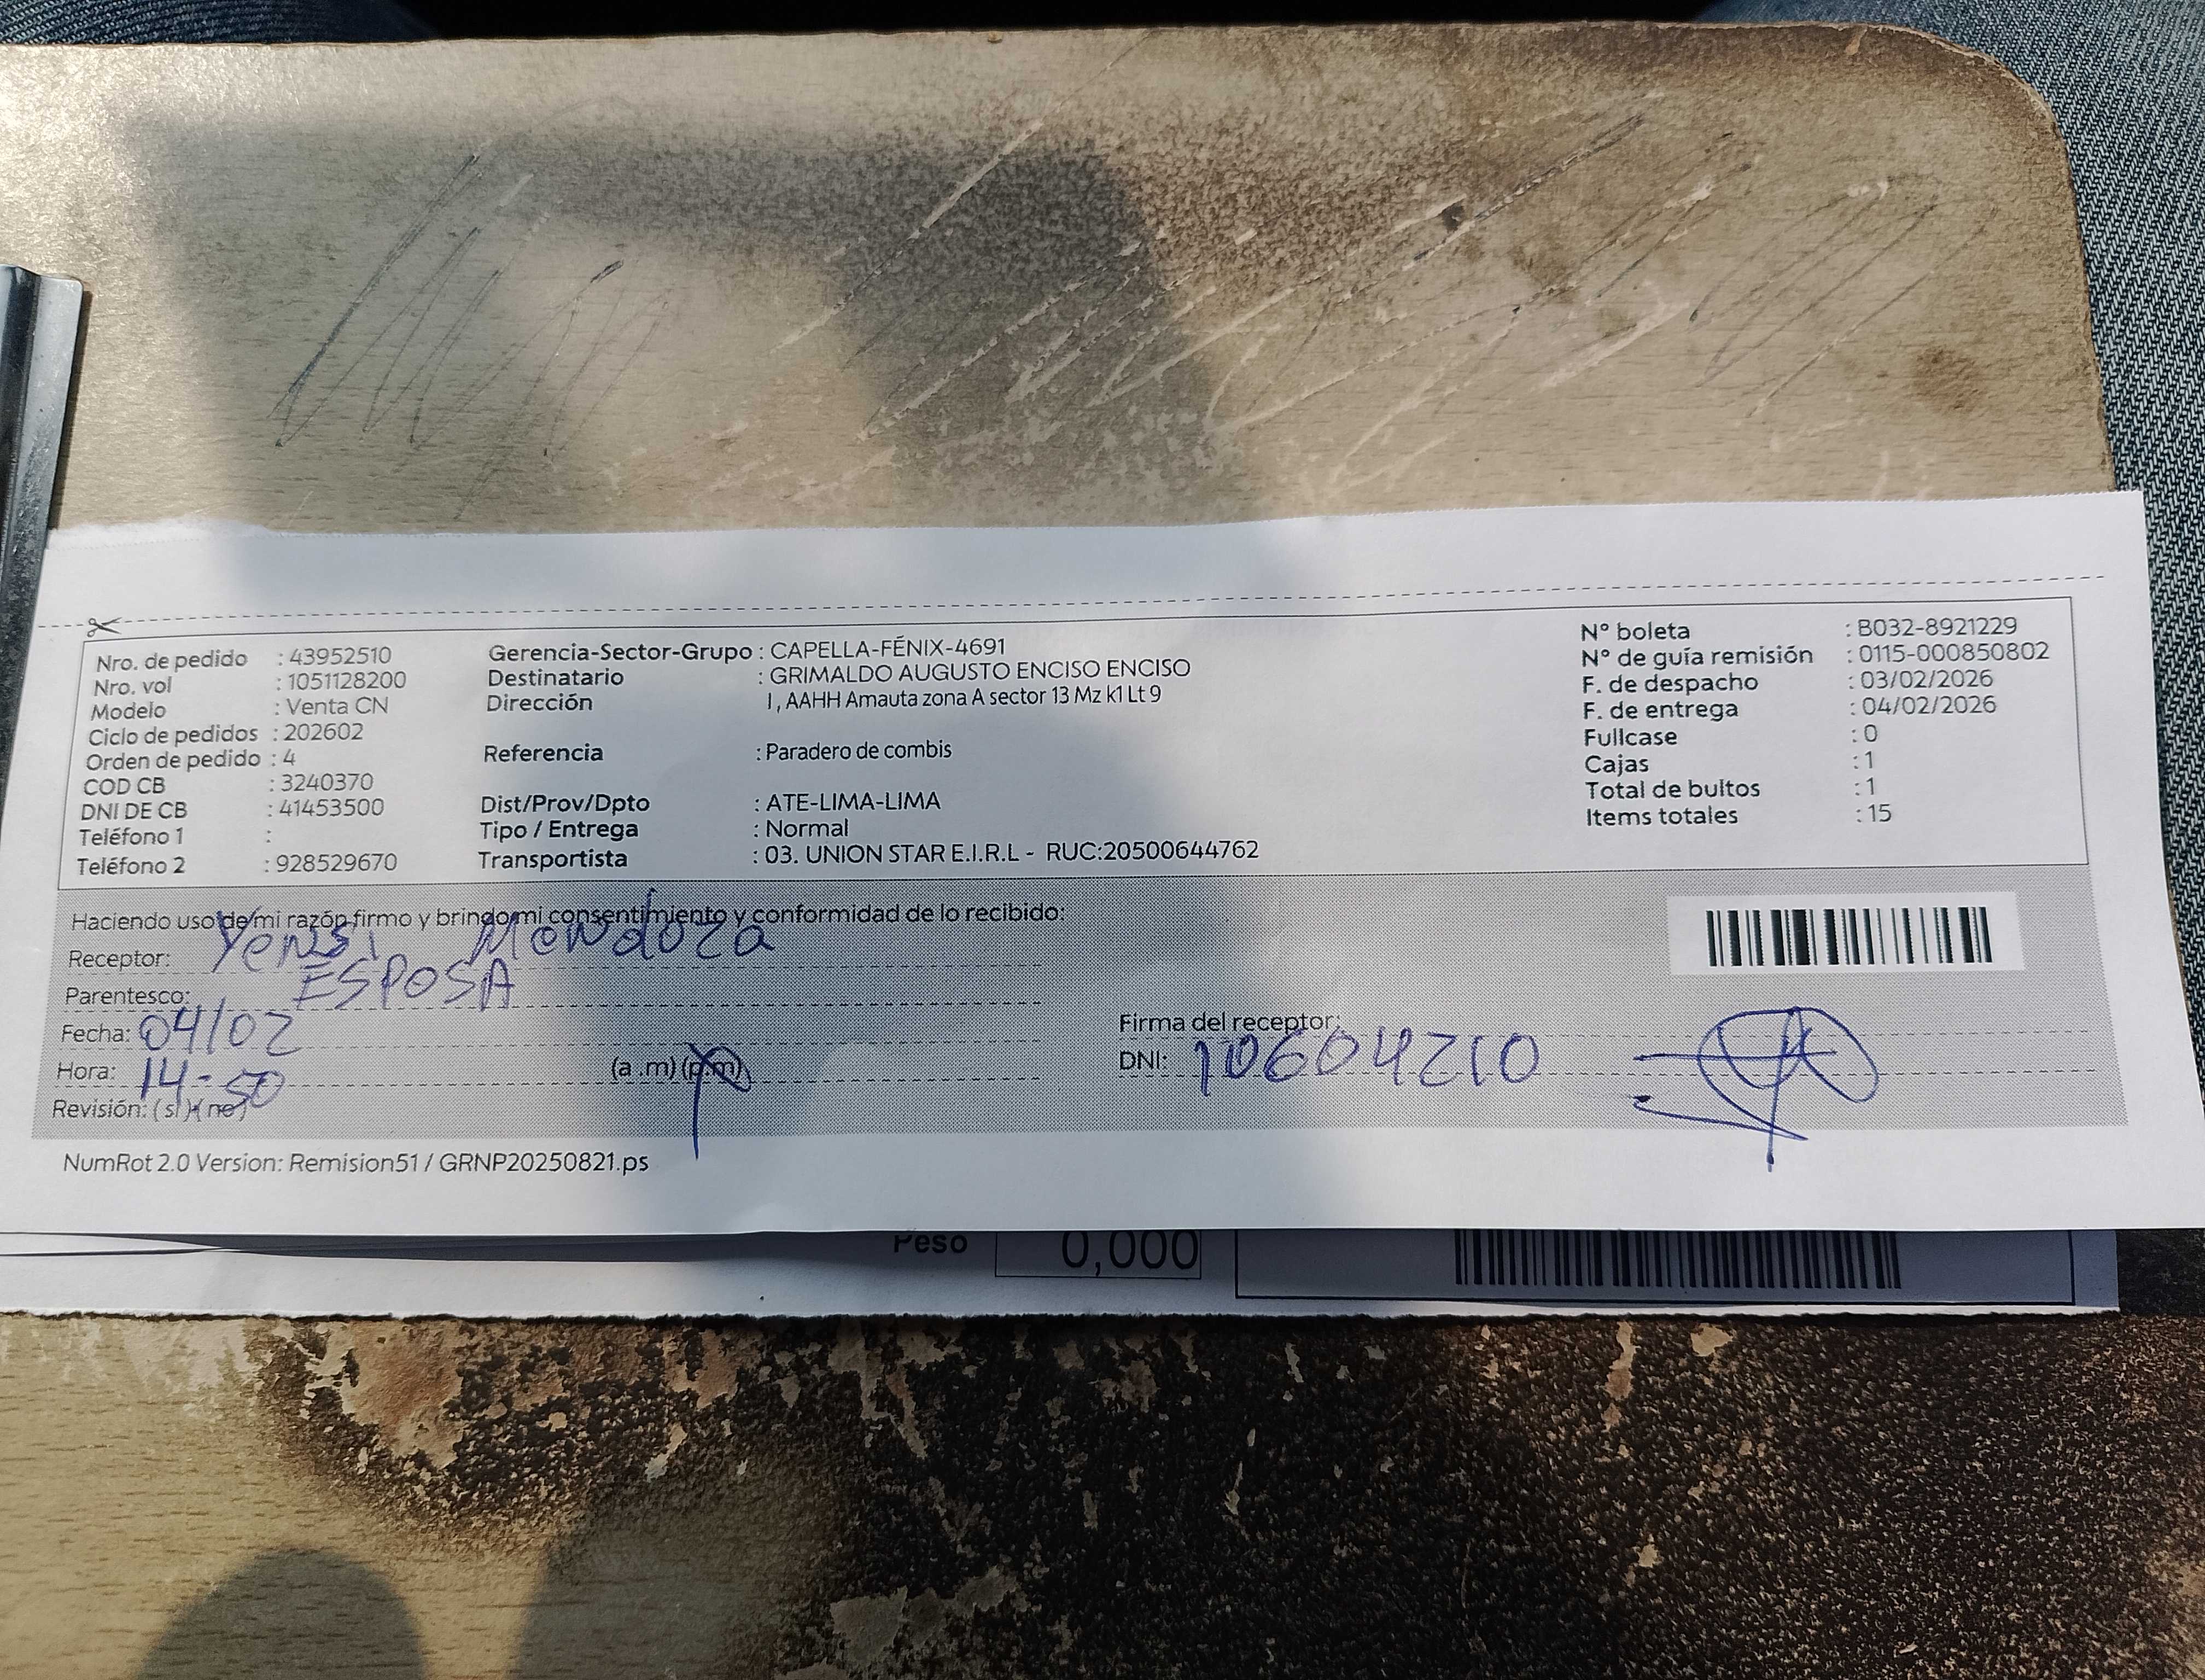 Nro. de pedido : 43952510
Nro. vol : 1051128200
Modelo : Venta CN
Ciclo de pedidos : 202602
Orden de pedido : 4
COD CB : 3240370
DNI DE CB : 41453500
Teléfono 1 :
Teléfono 2 : 928529670
Gerencia-Sector-Grupo : CAPELLA-FÉNIX-4691
Destinatario : GRIMALDO AUGUSTO ENCISO ENCISO
Dirección I , AAHH Amauta zona A sector 13 Mz k1 Lt 9
Referencia : Paradero de combis
Dist/Prov/Dpto : ATE-LIMA-LIMA
Tipo / Entrega : Normal
Transportista : 03. UNION STAR E.I.R.L - RUC:20500644762
N° boleta : B032-8921229
N° de guía remisión : 0115-000850802
F. de despacho : 03/02/2026
F. de entrega : 04/02/2026
Fullcase : 0
Cajas : 1
Total de bultos : 1
Items totales : 15
Haciendo uso de mi razón firmo y brindo mi consentimiento y conformidad de lo recibido:
Receptor: Yensi Mendoza
Parentesco: ESPOSA
Fecha: 04/02
Hora: 14-50 (a .m) (p.m)
Revisión: ( si ) ( no )
Firma del receptor:
DNI: 10604210
NumRot 2.0 Version: Remision51 / GRNP20250821.ps
Peso 0,000